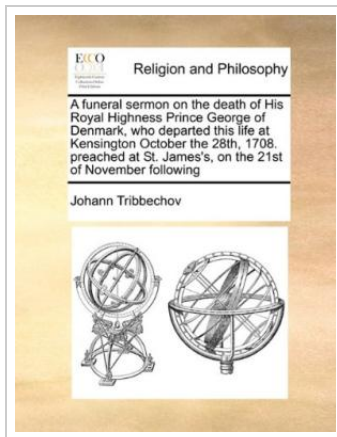 ECCO
Religion and Philosophy
A funeral sermon on the death of His
Royal Highness Prince George of
Denmark, who departed this life at
Kensington October the 28th, 1708.
preached at St. James's, on the 21st
of November following
Johann Tribbechov